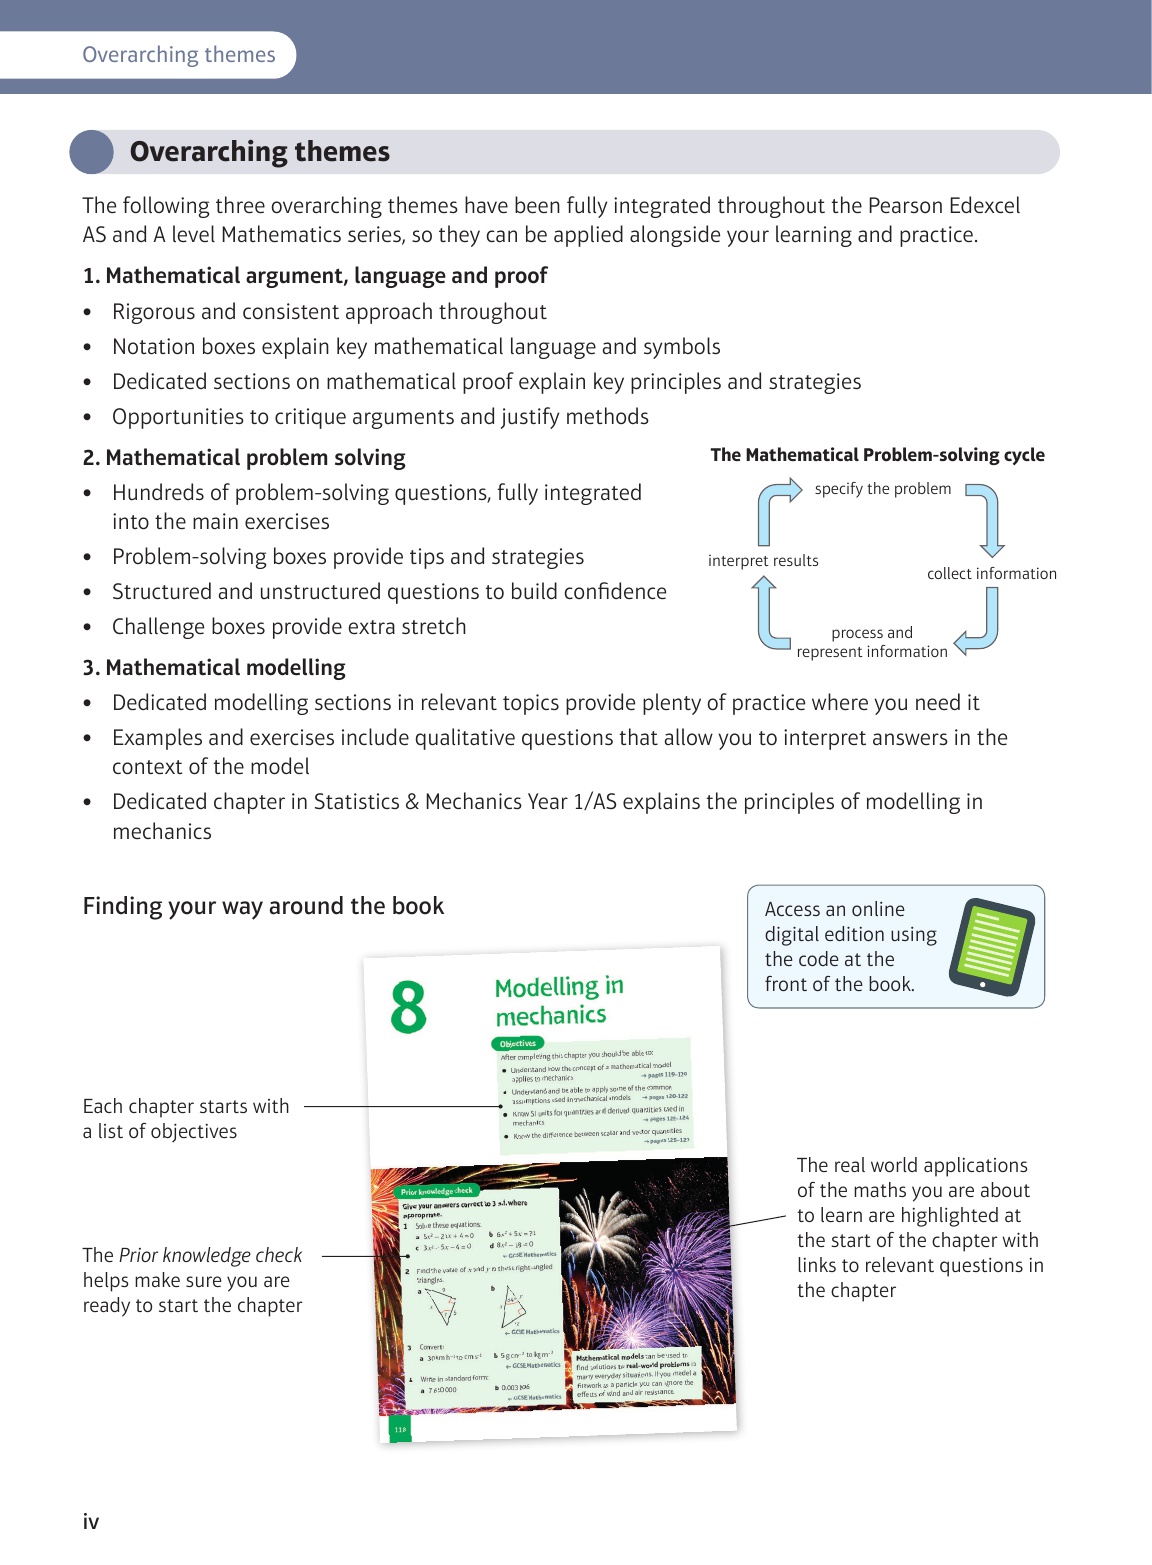 Overarching themes
Overarching themes
The following three overarching themes have been fully integrated throughout the Pearson Edexcel
AS and A level Mathematics series, so they can be applied alongside your learning and practice.
1. Mathematical argument, language and proof
• Rigorous and consistent approach throughout
• Notation boxes explain key mathematical language and symbols
• Dedicated sections on mathematical proof explain key principles and strategies
• Opportunities to critique arguments and justify methods
2. Mathematical problem solving
• Hundreds of problem-solving questions, fully integrated
into the main exercises
• Problem-solving boxes provide tips and strategies
• Structured and unstructured questions to build confidence
• Challenge boxes provide extra stretch
The Mathematical Problem-solving cycle
specify the problem
interpret results
collect information
process and
represent information
3. Mathematical modelling
• Dedicated modelling sections in relevant topics provide plenty of practice where you need it
• Examples and exercises include qualitative questions that allow you to interpret answers in the
context of the model
• Dedicated chapter in Statistics & Mechanics Year 1/AS explains the principles of modelling in
mechanics
Finding your way around the book
Access an online
digital edition using
the code at the
front of the book.
Each chapter starts with
a list of objectives
The Prior knowledge check
helps make sure you are
ready to start the chapter
8
Modelling in
mechanics
Objectives
After completing this chapter you should be able to:
• Understand how the concept of a mathematical model
applies to mechanics → pages 119–120
• Understand and be able to apply some of the common
assumptions used in mechanical models → pages 120–122
• Know SI units for quantities and derived quantities used in
mechanics → pages 122–124
• Know the difference between scalar and vector quantities
→ pages 125–127
Prior knowledge check
Give your answers correct to 3 s.f. where
appropriate.
1 Solve these equations:
← GCSE Mathematics
2 Find the value of x and y in these right-angled
triangles.
a
b
← GCSE Mathematics
3 Convert:
a 30 km h⁻¹ to cm s⁻¹ b 5 g cm⁻³ to kg m⁻³
← GCSE Mathematics
4 Write in standard form:
a 7 650 000 b 0.003 806
← GCSE Mathematics
Mathematical models can be used to
find solutions to real-world problems in
many everyday situations. If you model a
firework as a particle you can ignore the
effects of wind and air resistance.
118
The real world applications
of the maths you are about
to learn are highlighted at
the start of the chapter with
links to relevant questions in
the chapter
iv